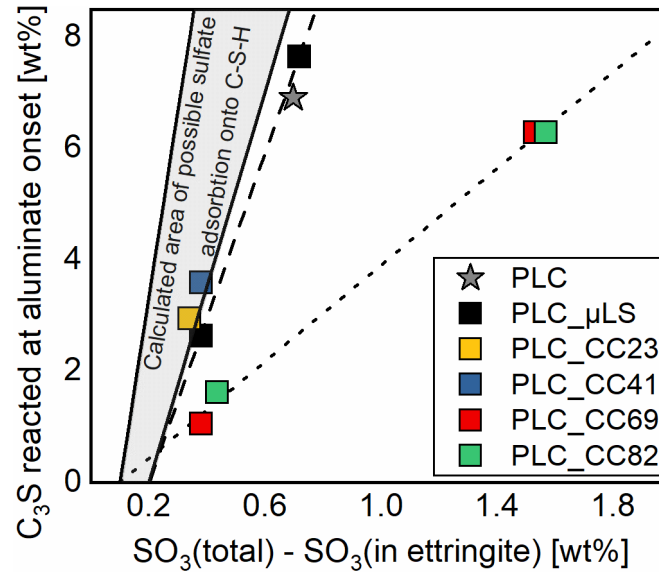 C₃S reacted at aluminate onset [wt%]
8
6
4
2
0
Calculated area of possible sulfate
adsorbtion onto C-S-H
PLC
PLC_µLS
PLC_CC23
PLC_CC41
PLC_CC69
PLC_CC82
0.2 0.6 1.0 1.4 1.8
SO₃(total) - SO₃(in ettringite) [wt%]